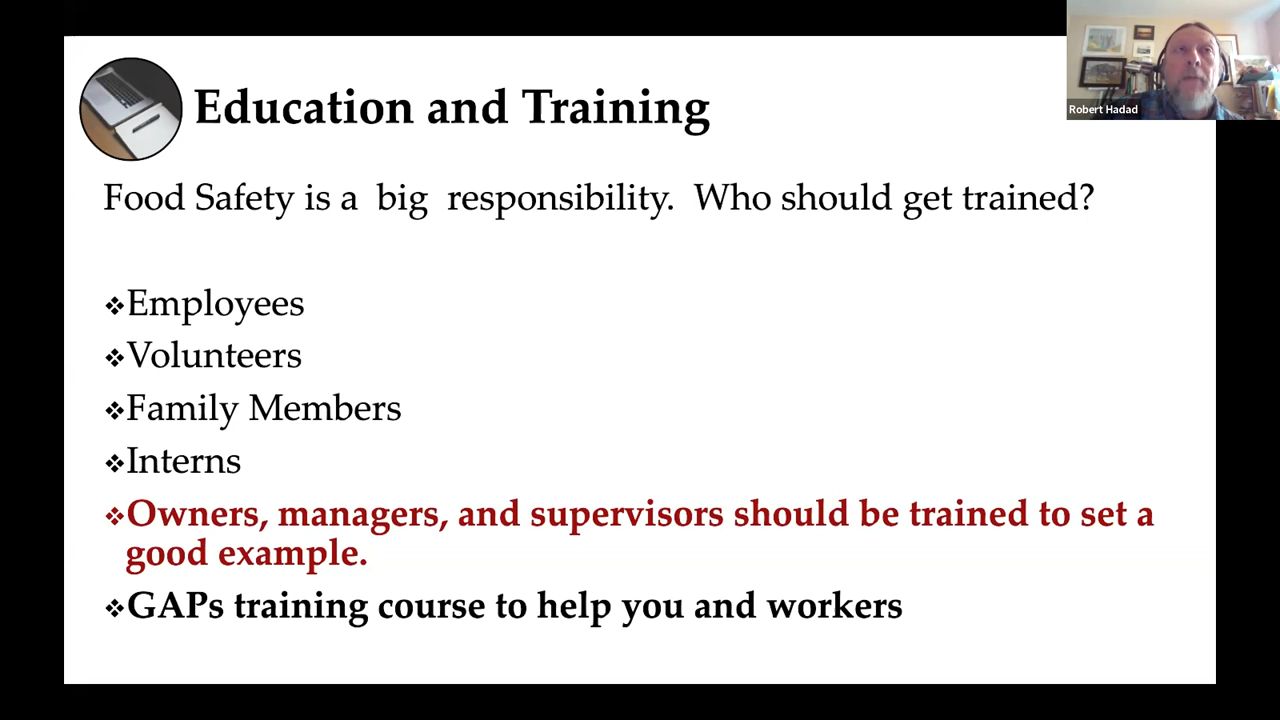 Robert Hadad
Education and Training
Food Safety is a big responsibility. Who should get trained?
❖Employees
❖Volunteers
❖Family Members
❖Interns
❖Owners, managers, and supervisors should be trained to set a
good example.
❖GAPs training course to help you and workers